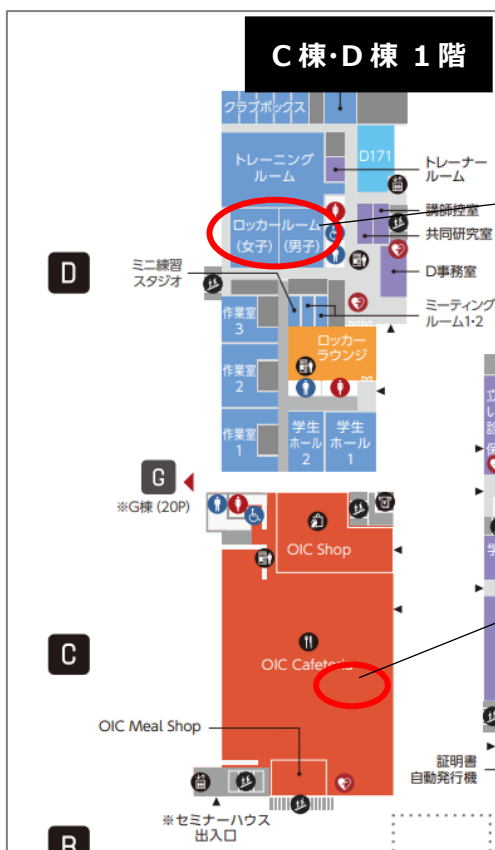 C棟・D棟 1階
クラブボックス
トレーニング
ルーム
D171
トレーナー
ルーム
ロッカールーム
(女子) (男子)
講師控室
共同研究室
D事務室
D
ミニ練習
スタジオ
ミーティング
ルーム1・2
作業室
3
ロッカー
ラウンジ
作業室
2
作業室
1
学生
ホール
2
学生
ホール
1
G
※G棟 (20P)
OIC Shop
C
OIC Cafeteria
OIC Meal Shop
証明書
自動発行機
※セミナーハウス
出入口
B